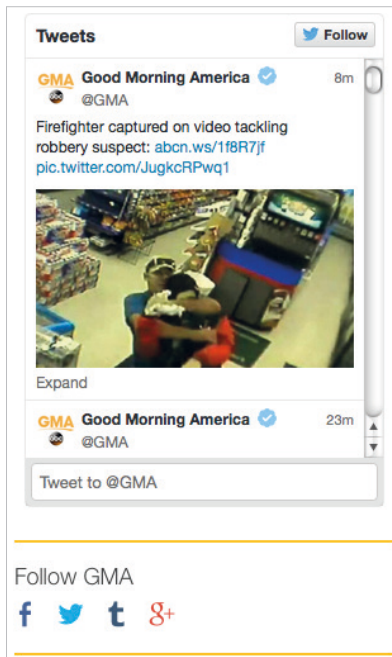 Tweets
Follow
GMA Good Morning America 8m
abc @GMA
Firefighter captured on video tackling
robbery suspect: abcn.ws/1f8R7jf
pic.twitter.com/JugkcRPwq1
Expand
GMA Good Morning America 23m
abc @GMA
Tweet to @GMA
Follow GMA
f t g+